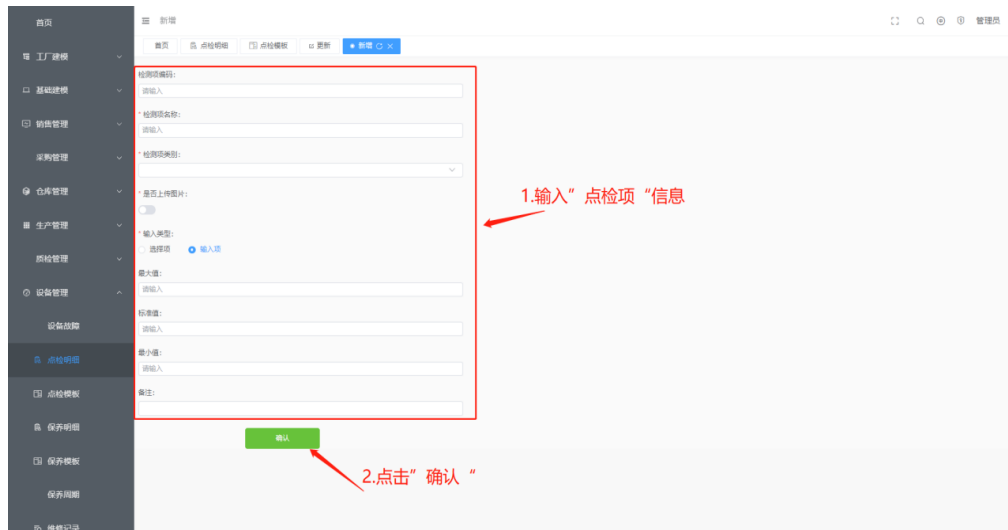 首页
新增
管理员
首页
点检明细
点检模板
更新
新增
工厂建模
基础建模
销售管理
采购管理
仓库管理
生产管理
质检管理
设备管理
设备故障
点检明细
点检模板
保养明细
保养模板
保养周期
维修记录
检测项编码:
请输入
* 检测项名称:
请输入
* 检测项类别:
* 是否上传图片:
* 输入类型:
选择项
输入项
最大值:
请输入
标准值:
请输入
最小值:
请输入
备注:
确认
1.输入”点检项“信息
2.点击”确认“